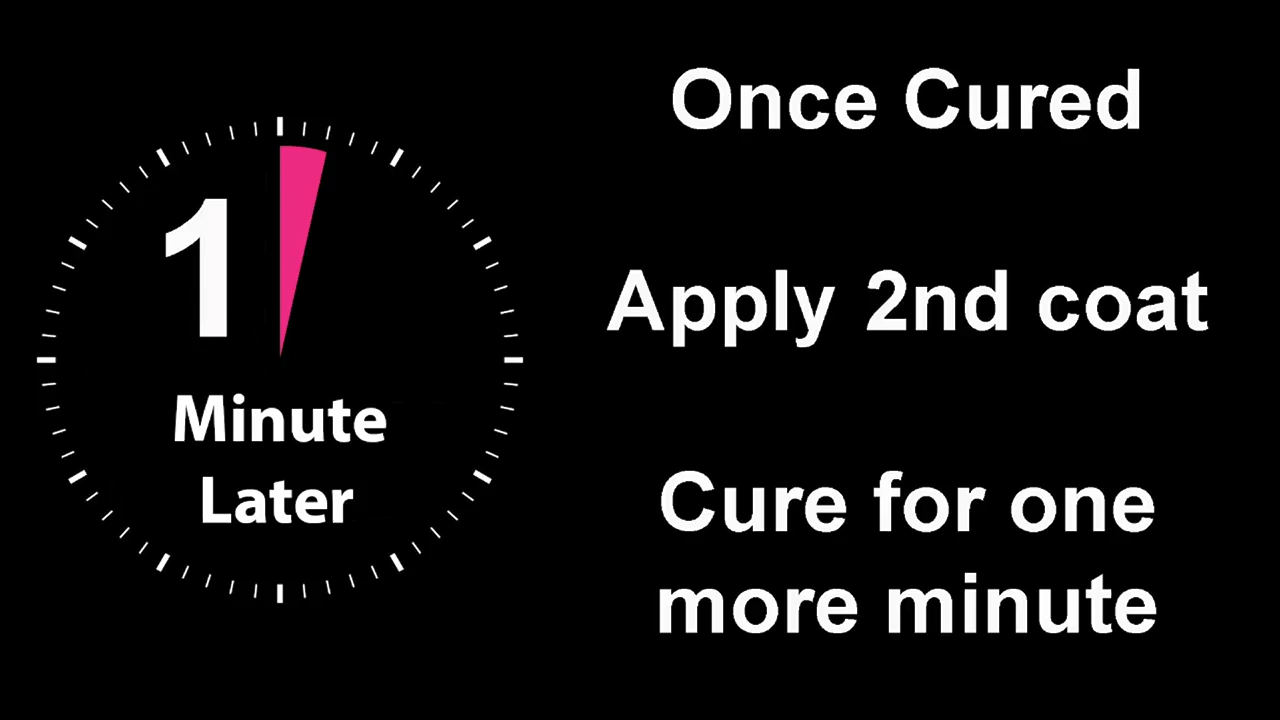 1
Minute
Later
Once Cured
Apply 2nd coat
Cure for one
more minute